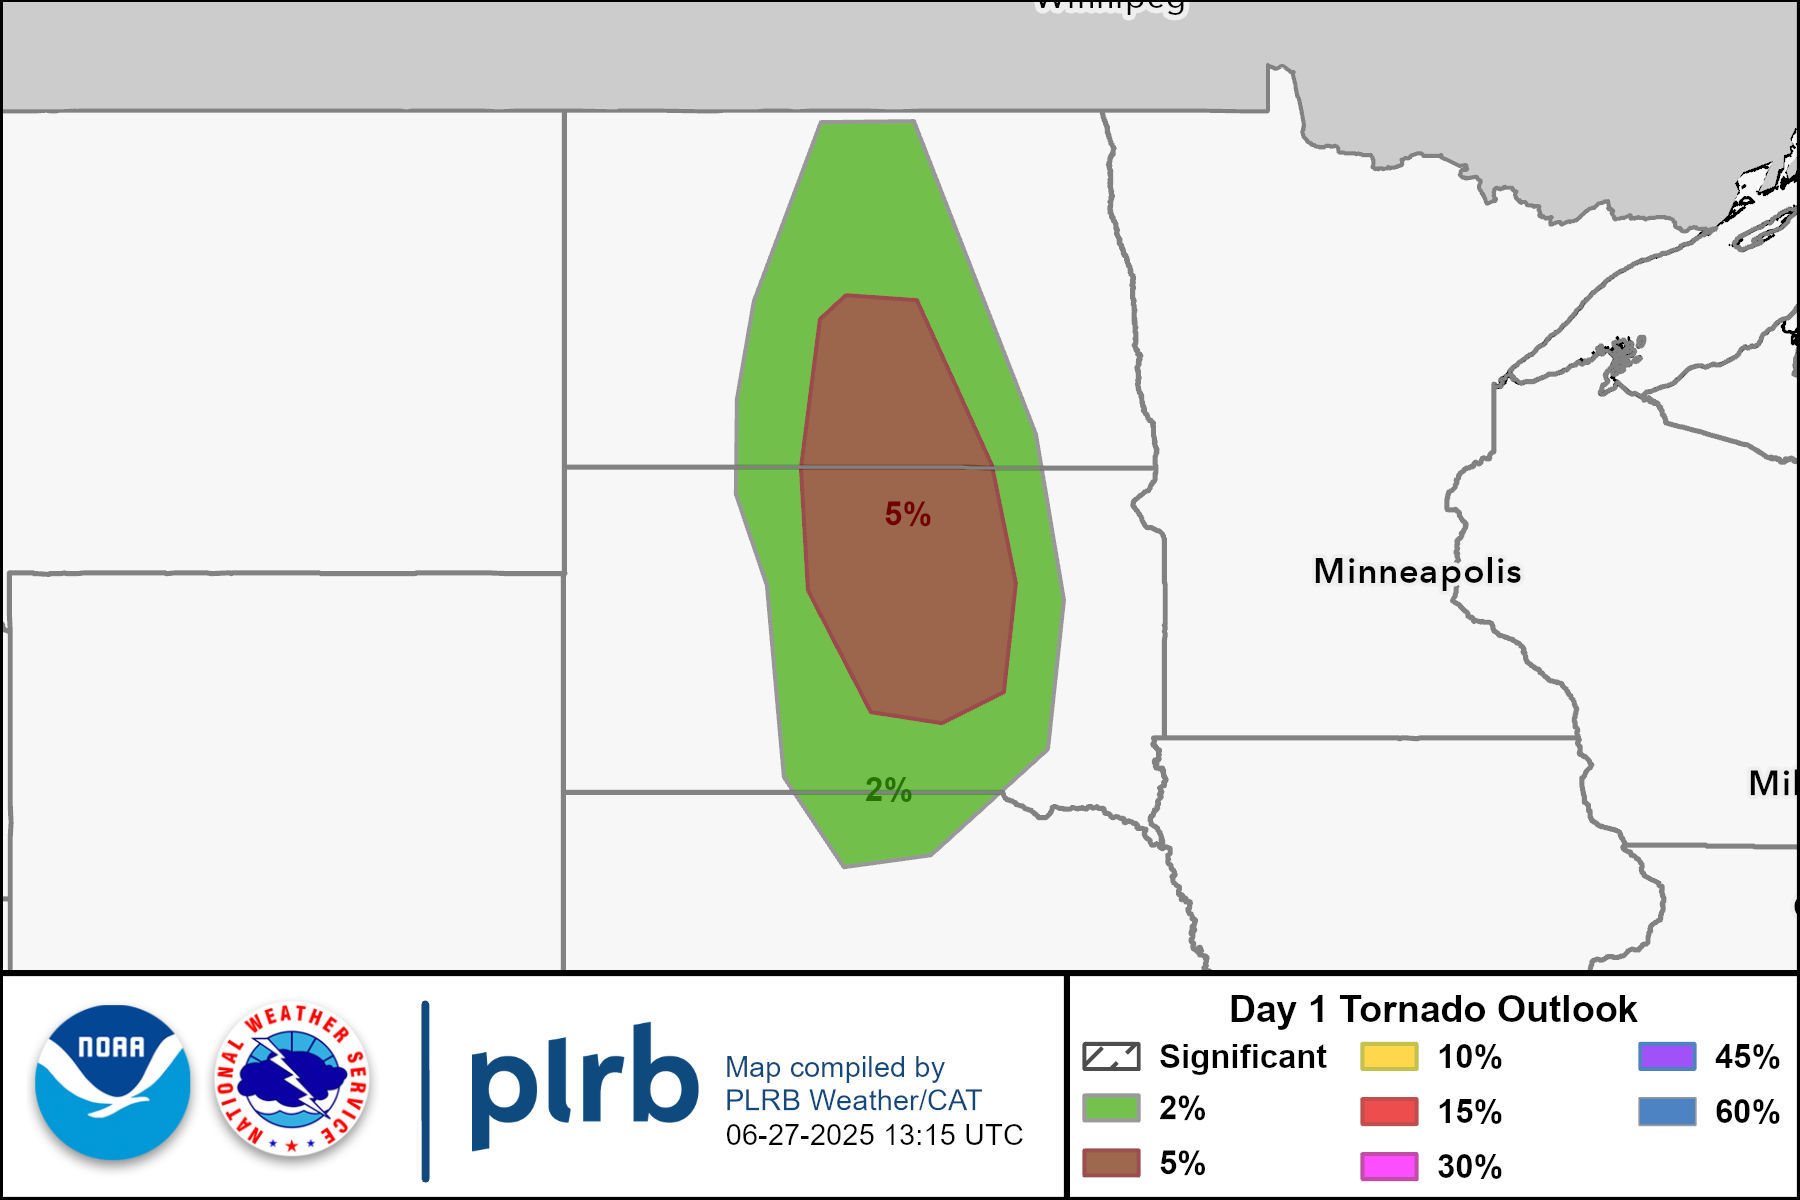 Winnipeg
5%
Minneapolis
2%
Mil
NOAA
NATIONAL WEATHER SERVICE
plrb
Map compiled by
PLRB Weather/CAT
06-27-2025 13:15 UTC
Day 1 Tornado Outlook
Significant
2%
5%
10%
15%
30%
45%
60%